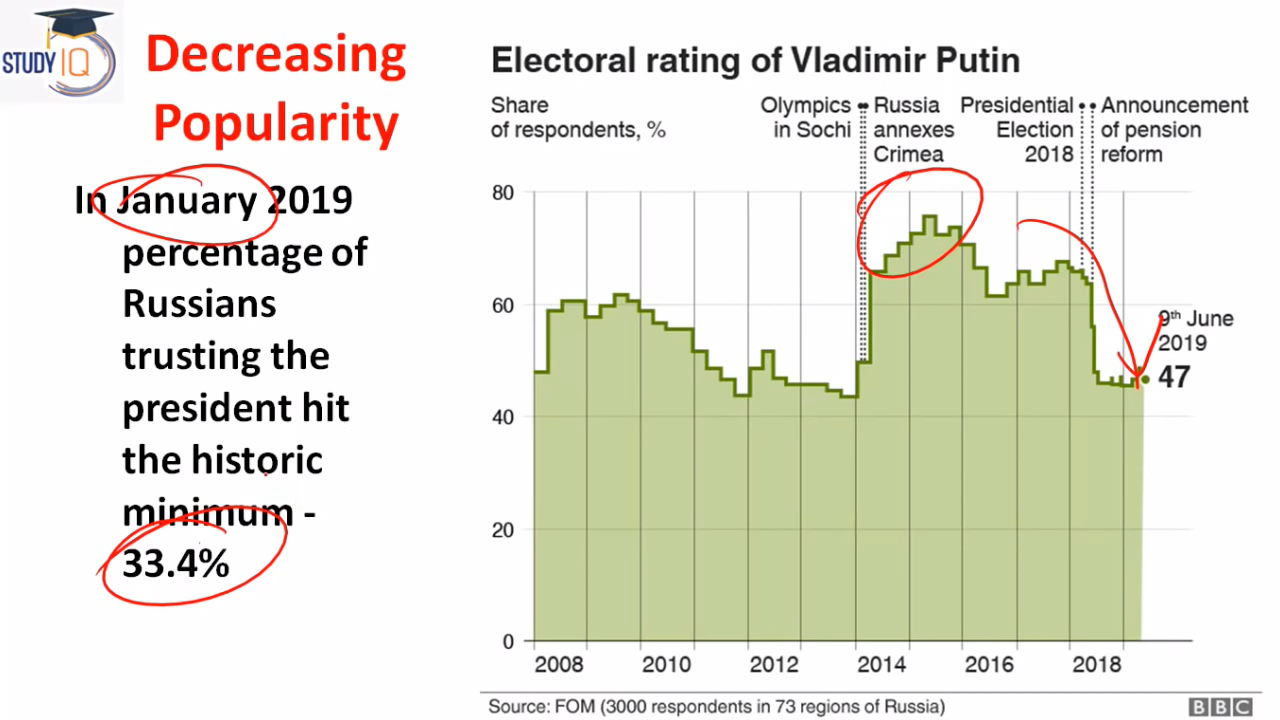 STUDY IQ
Decreasing
Popularity
In January 2019
percentage of
Russians
trusting the
president hit
the historic
minimum -
33.4%
Electoral rating of Vladimir Putin
Share
of respondents, %
Olympics
in Sochi
Russia
annexes
Crimea
Presidential
Election
2018
Announcement
of pension
reform
80
60
40
20
0
9th June
2019
47
2008 2010 2012 2014 2016 2018
Source: FOM (3000 respondents in 73 regions of Russia)
BBC